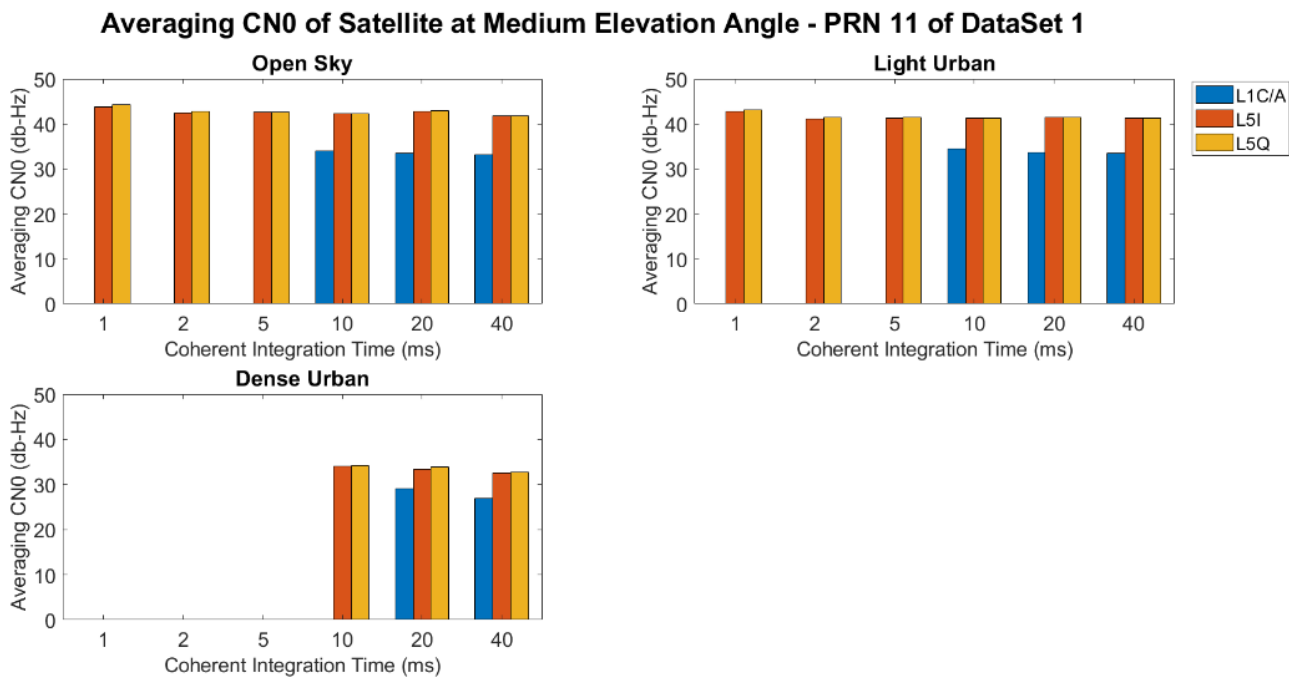 Averaging CN0 of Satellite at Medium Elevation Angle - PRN 11 of DataSet 1
Open Sky
50
40
30
20
10
0
Averaging CN0 (db-Hz)
1 2 5 10 20 40
Coherent Integration Time (ms)
Light Urban
50
40
30
20
10
0
Averaging CN0 (db-Hz)
1 2 5 10 20 40
Coherent Integration Time (ms)
L1C/A
L5I
L5Q
Dense Urban
50
40
30
20
10
0
Averaging CN0 (db-Hz)
1 2 5 10 20 40
Coherent Integration Time (ms)